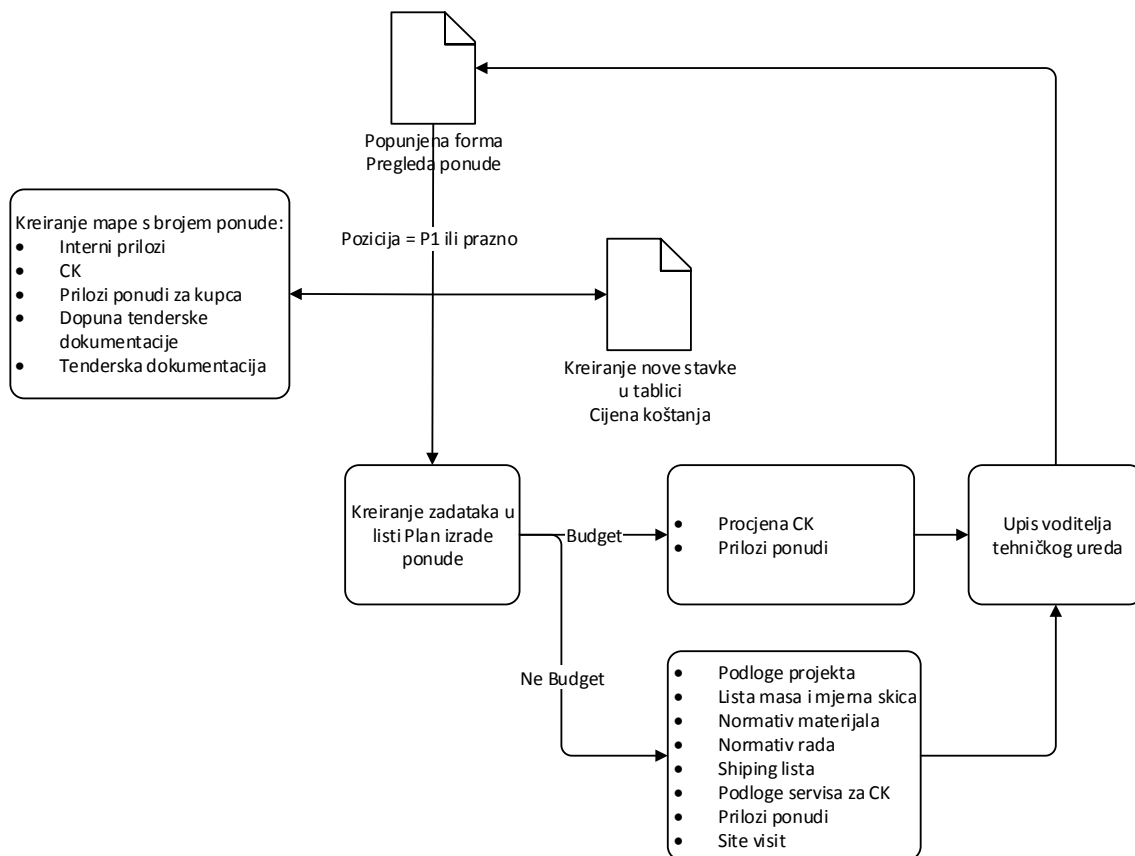 Popunjena forma
Pregleda ponude
Kreiranje mape s brojem ponude:
• Interni prilozi
• CK
• Prilozi ponudi za kupca
• Dopuna tenderske
dokumentacije
• Tenderska dokumentacija
Pozicija = P1 ili prazno
Kreiranje nove stavke
u tablici
Cijena koštanja
Kreiranje zadataka u
listi Plan izrade
ponude
Budget
• Procjena CK
• Prilozi ponudi
Upis voditelja
tehničkog ureda
Ne Budget
• Podloge projekta
• Lista masa i mjerna skica
• Normativ materijala
• Normativ rada
• Shiping lista
• Podloge servisa za CK
• Prilozi ponudi
• Site visit